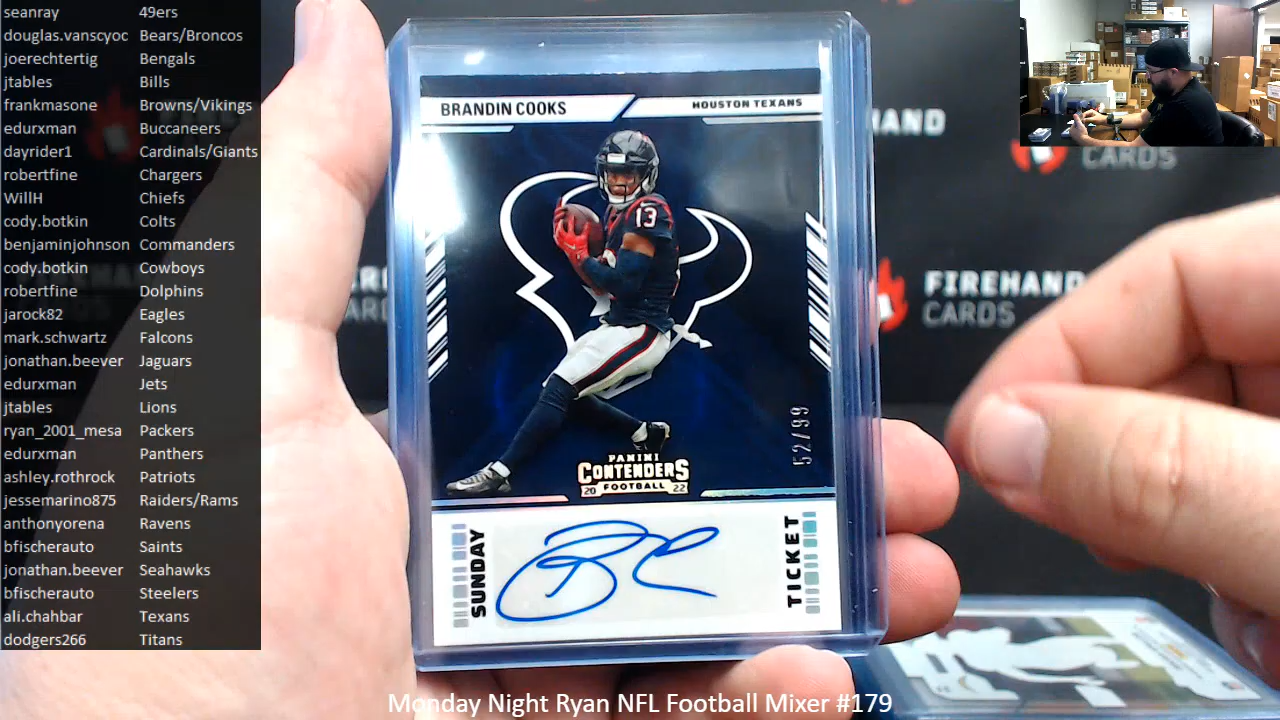 seanray 49ers
douglas.vanscyoc Bears/Broncos
joerechtertig Bengals
jtables Bills
frankmasone Browns/Vikings
edurxman Buccaneers
dayrider1 Cardinals/Giants
robertfine Chargers
WillH Chiefs
cody.botkin Colts
benjaminjohnson Commanders
cody.botkin Cowboys
robertfine Dolphins
jarock82 Eagles
mark.schwartz Falcons
jonathan.beever Jaguars
edurxman Jets
jtables Lions
ryan_2001_mesa Packers
edurxman Panthers
ashley.rothrock Patriots
jessemarino875 Raiders/Rams
anthonyorena Ravens
bfischerauto Saints
jonathan.beever Seahawks
bfischerauto Steelers
ali.chahbar Texans
dodgers266 Titans
BRANDIN COOKS
HOUSTON TEXANS
13
52/99
PANINI
CONTENDERS
20 FOOTBALL 22
SUNDAY
TICKET
CARDS
FIREHAND
CARDS
Monday Night Ryan NFL Football Mixer #179